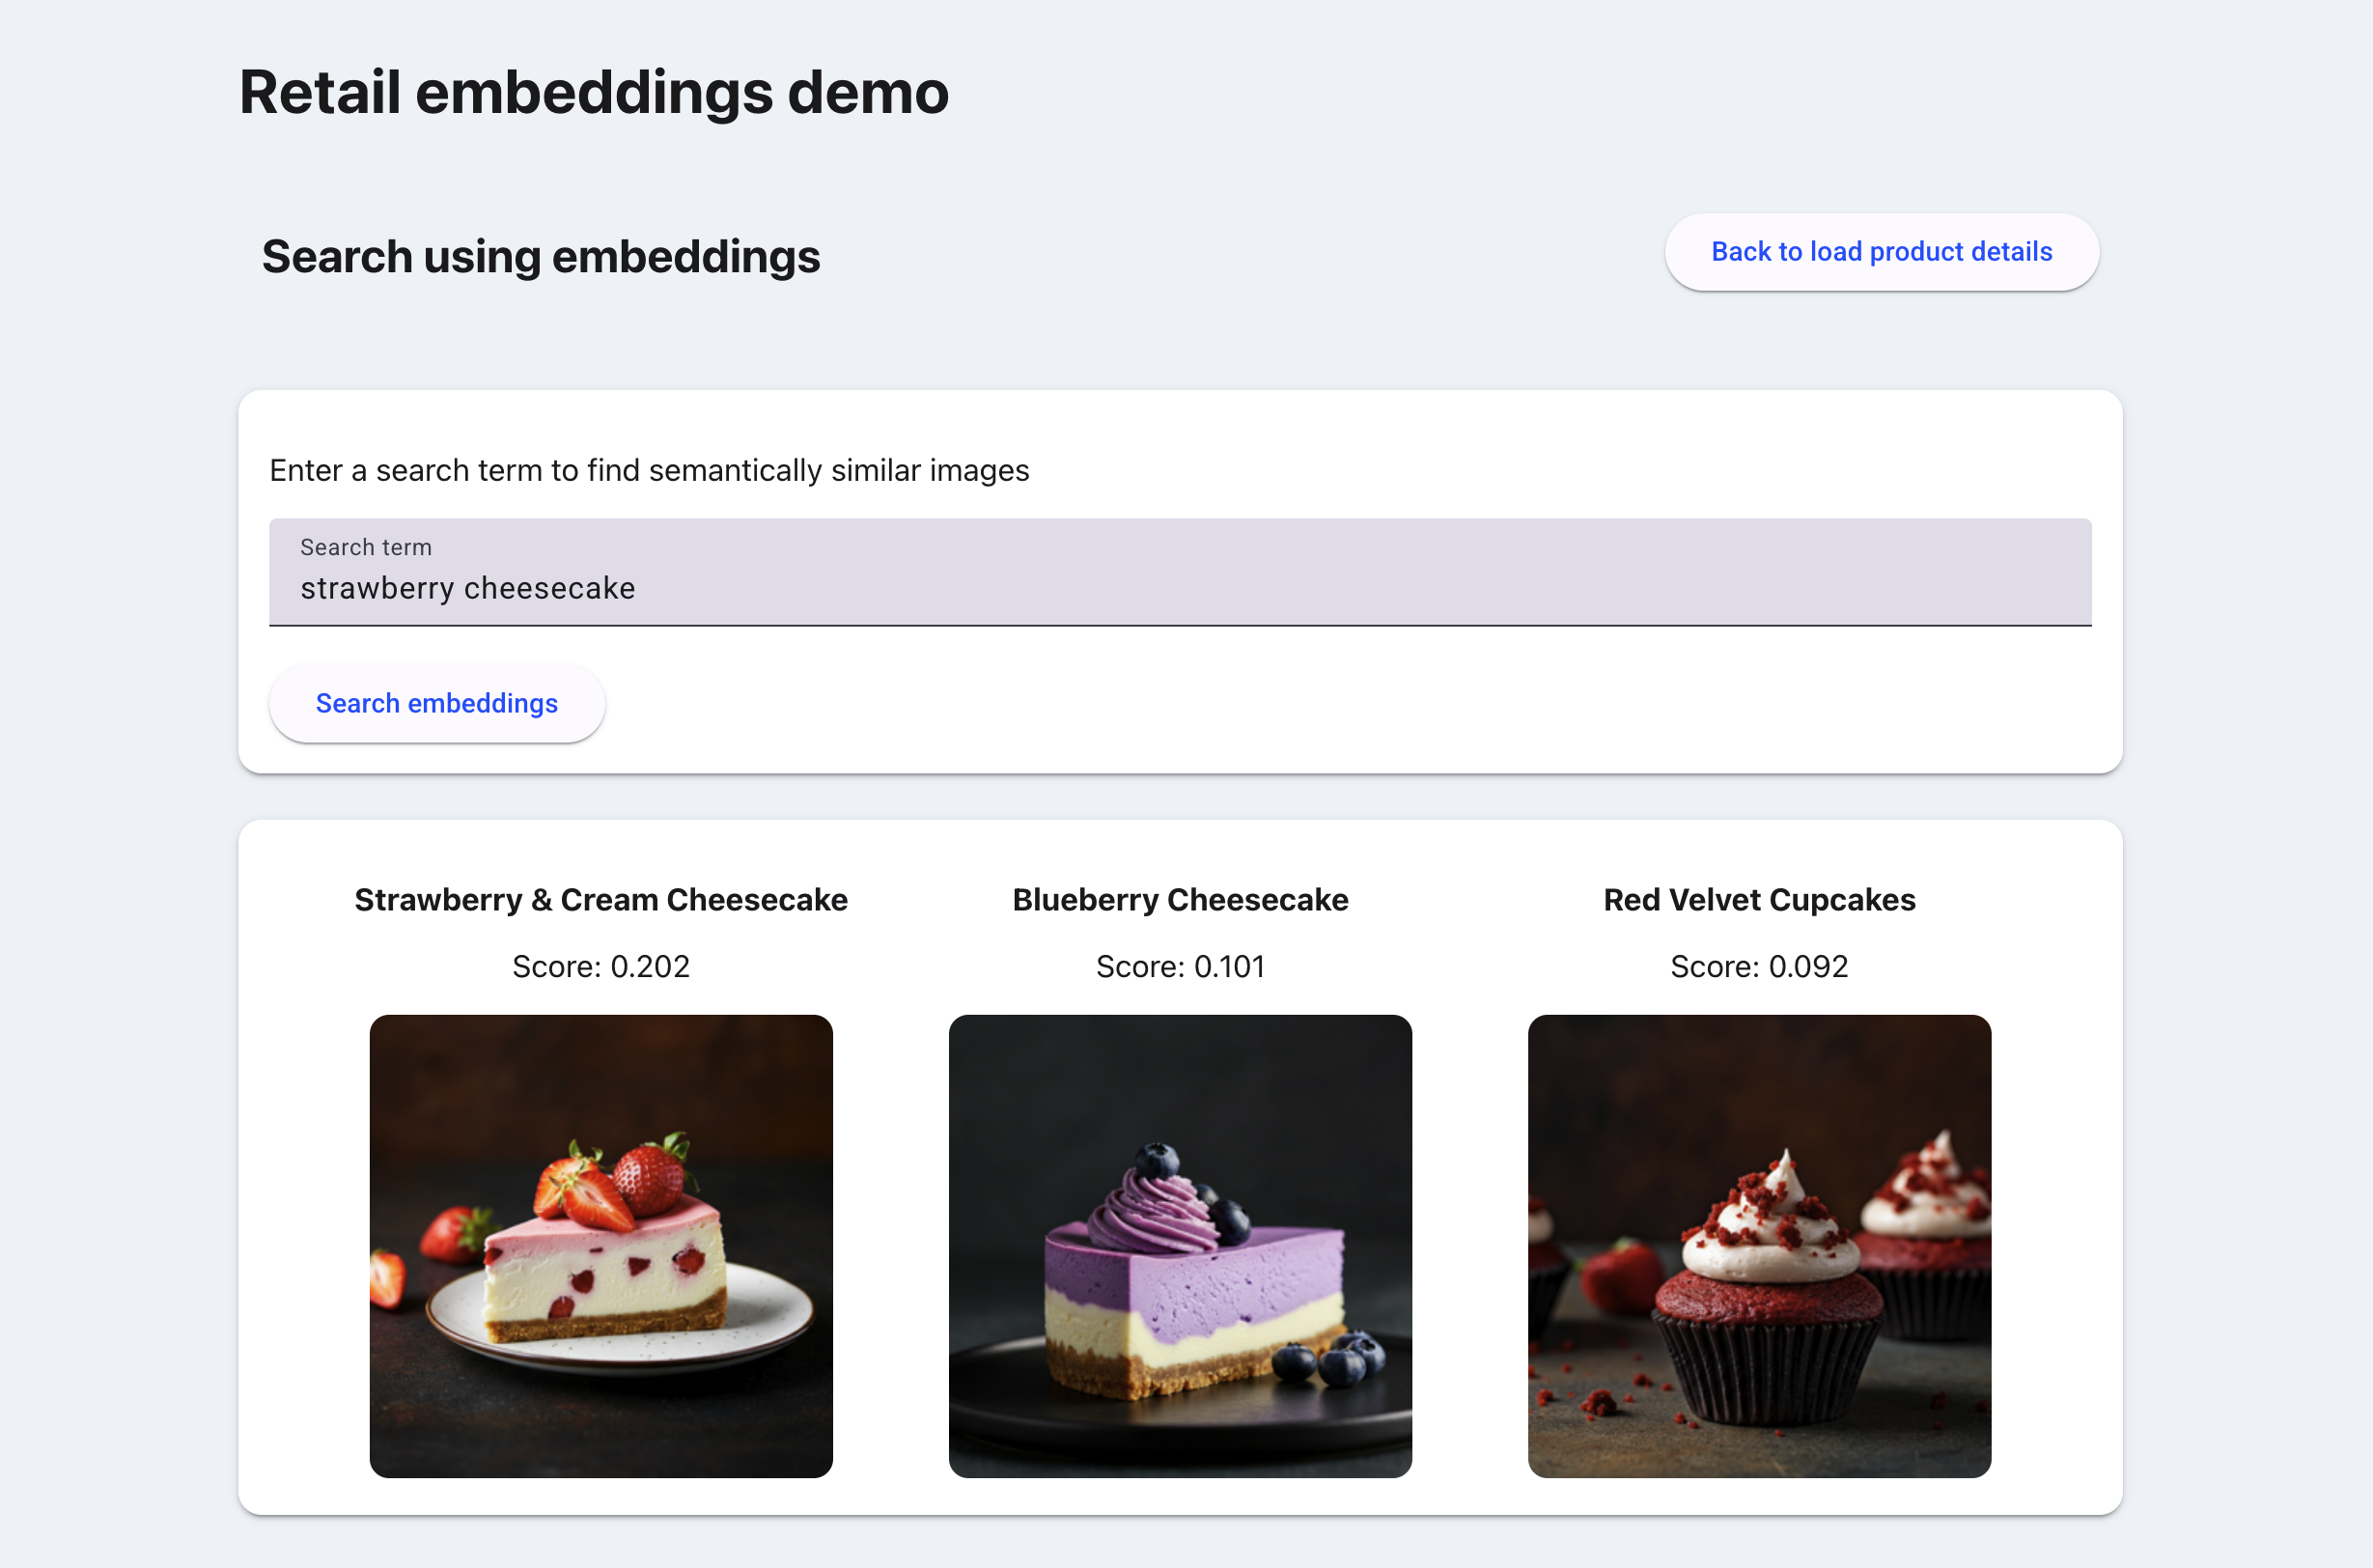 Retail embeddings demo
Search using embeddings
Back to load product details
Enter a search term to find semantically similar images
Search term
strawberry cheesecake
Search embeddings
Strawberry & Cream Cheesecake
Score: 0.202
Blueberry Cheesecake
Score: 0.101
Red Velvet Cupcakes
Score: 0.092